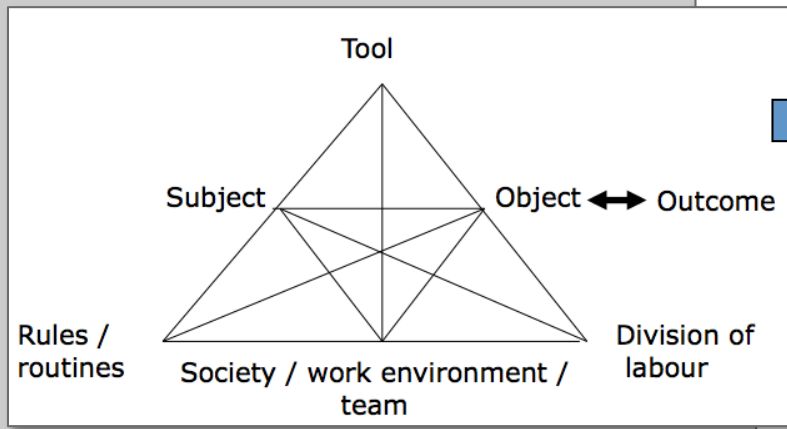 Tool
Subject
Object
Outcome
Rules /
routines
Society / work environment /
team
Division of
labour